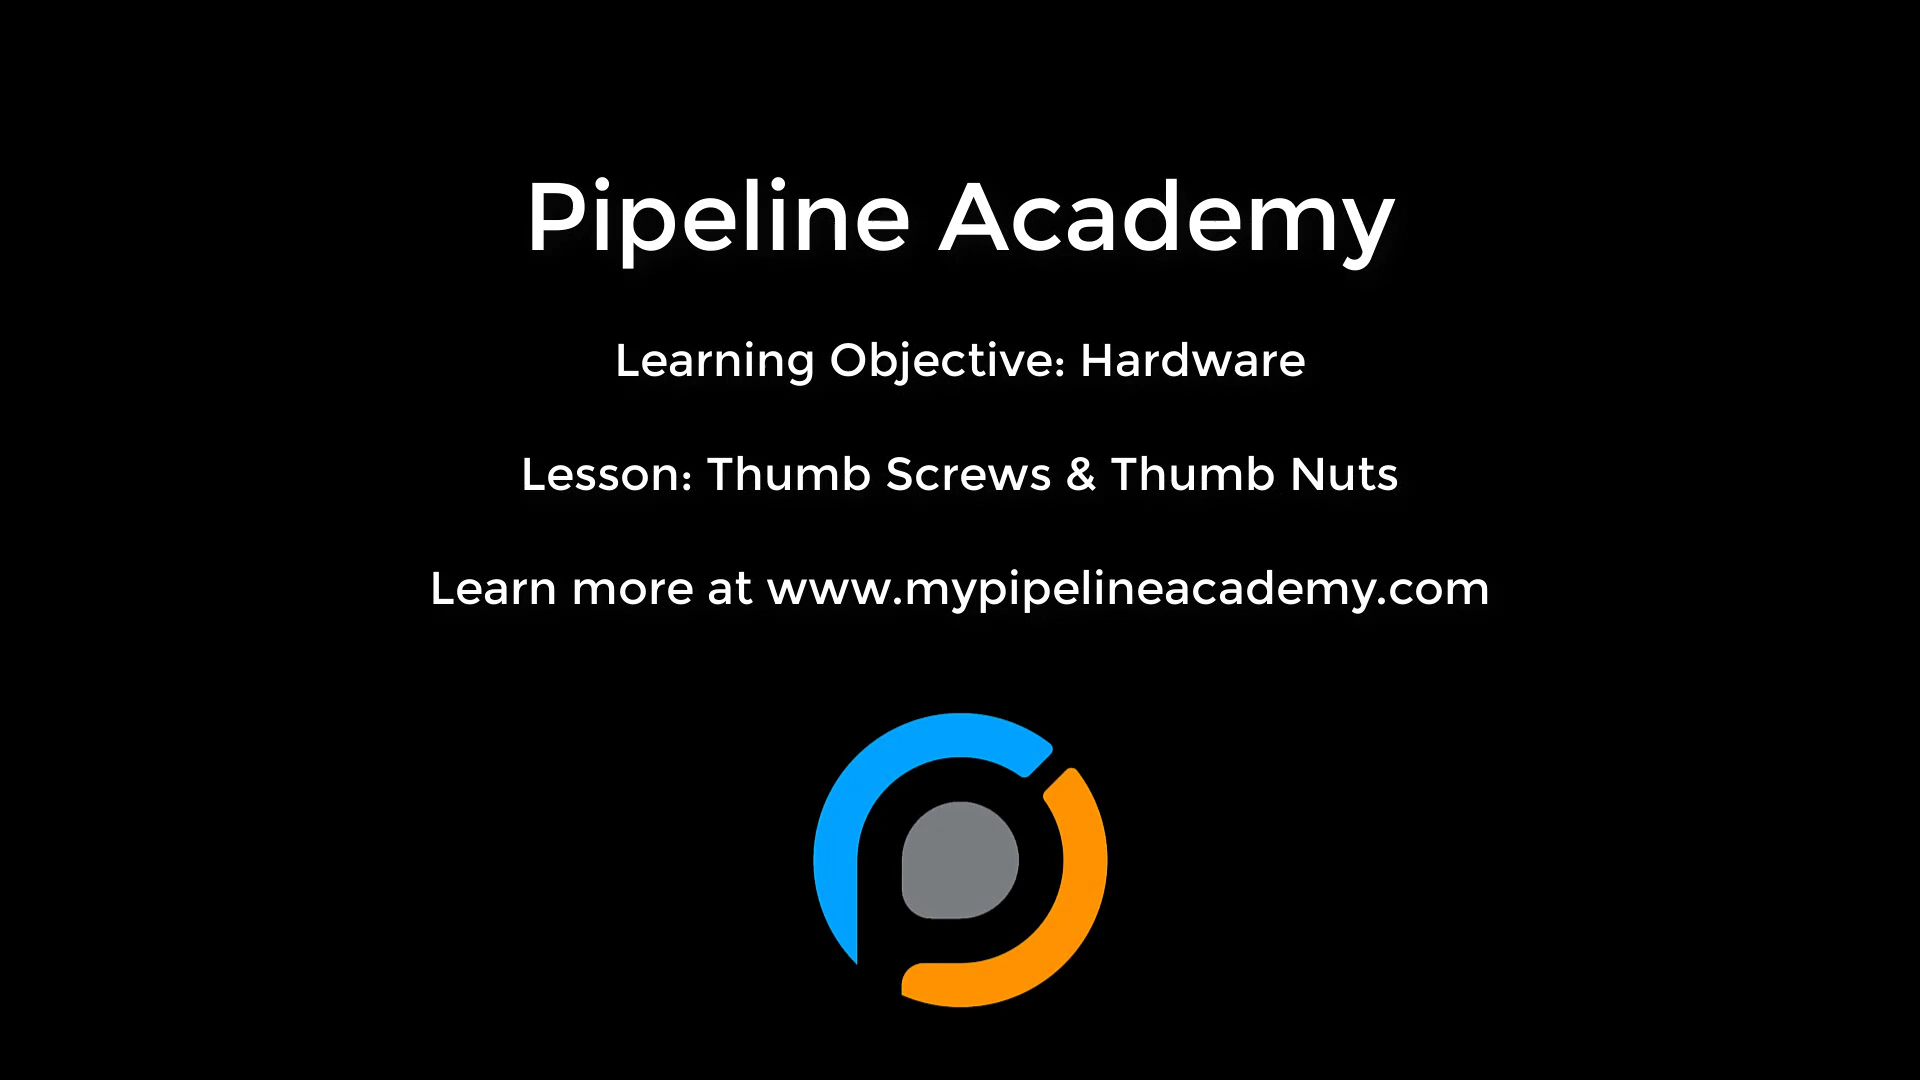 Pipeline Academy
Learning Objective: Hardware
Lesson: Thumb Screws & Thumb Nuts
Learn more at www.mypipelineacademy.com